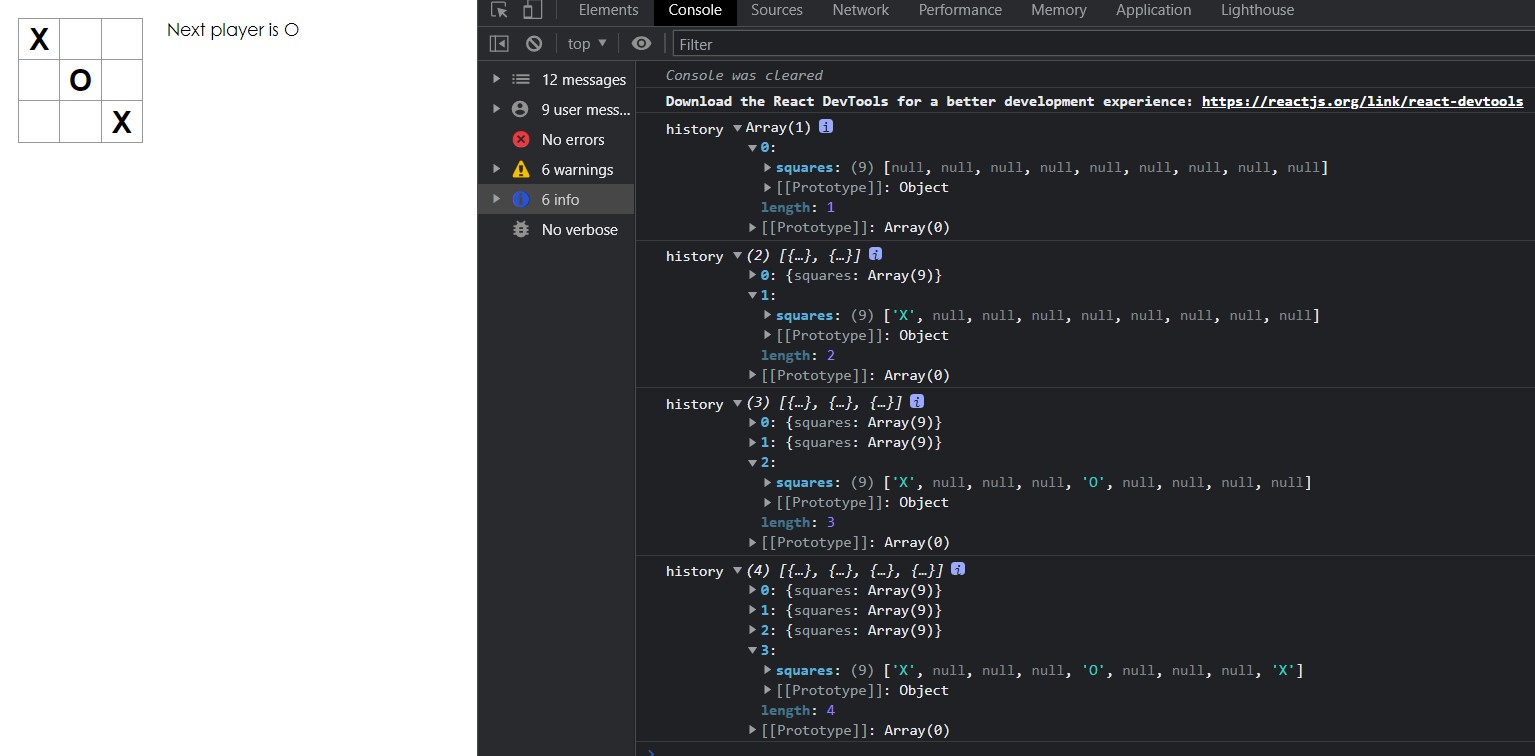 X
O
X
Next player is O
Elements Console Sources Network Performance Memory Application Lighthouse
top ▼ Filter
12 messages
9 user mess...
No errors
6 warnings
6 info
No verbose
Console was cleared
Download the React DevTools for a better development experience: https://reactjs.org/link/react-devtools
history ▼Array(1) i
▼0:
▶squares: (9) [null, null, null, null, null, null, null, null, null]
▶[[Prototype]]: Object
length: 1
▶[[Prototype]]: Array(0)
history ▼(2) [{…}, {…}] i
▶0: {squares: Array(9)}
▼1:
▶squares: (9) ['X', null, null, null, null, null, null, null, null]
▶[[Prototype]]: Object
length: 2
▶[[Prototype]]: Array(0)
history ▼(3) [{…}, {…}, {…}] i
▶0: {squares: Array(9)}
▶1: {squares: Array(9)}
▼2:
▶squares: (9) ['X', null, null, null, 'O', null, null, null, null]
▶[[Prototype]]: Object
length: 3
▶[[Prototype]]: Array(0)
history ▼(4) [{…}, {…}, {…}, {…}] i
▶0: {squares: Array(9)}
▶1: {squares: Array(9)}
▶2: {squares: Array(9)}
▼3:
▶squares: (9) ['X', null, null, null, 'O', null, null, null, 'X']
▶[[Prototype]]: Object
length: 4
▶[[Prototype]]: Array(0)